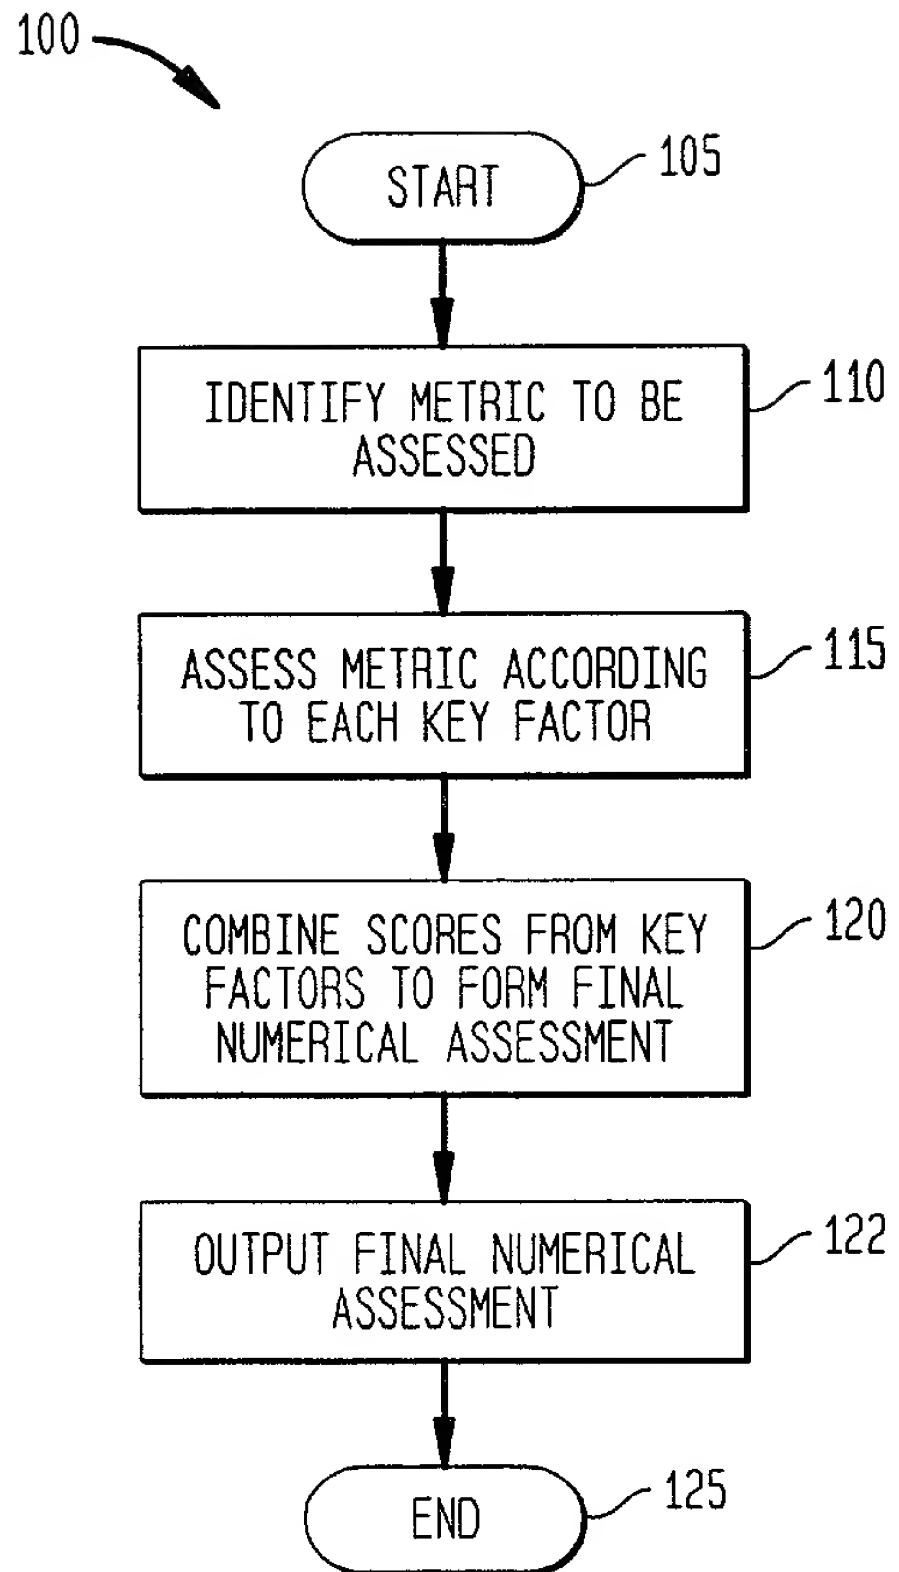 100
START
105
IDENTIFY METRIC TO BE
ASSESSED
110
ASSESS METRIC ACCORDING
TO EACH KEY FACTOR
115
COMBINE SCORES FROM KEY
FACTORS TO FORM FINAL
NUMERICAL ASSESSMENT
120
OUTPUT FINAL NUMERICAL
ASSESSMENT
122
END
125